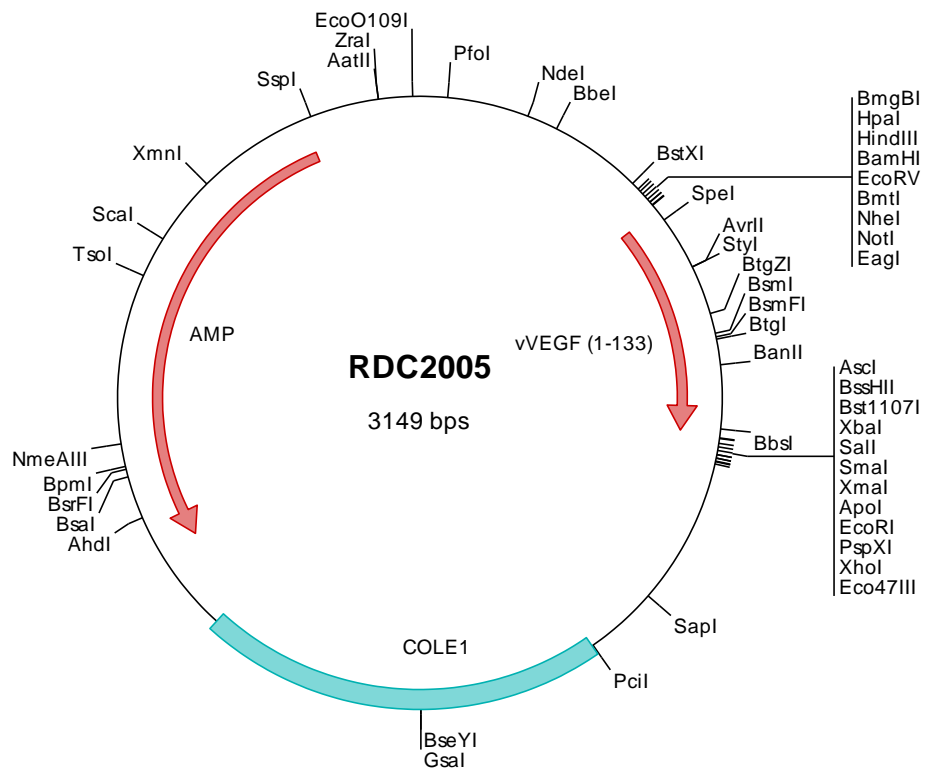 EcoO109I
ZraI
AatII
PfoI
SspI
NdeI
BbeI
XmnI
BstXI
BmgBI
HpaI
HindIII
BamHI
EcoRV
BmtI
NheI
NotI
EagI
SpeI
ScaI
TsoI
AvrII
StyI
BtgZI
BsmI
BsmFI
BtgI
BanII
AMP
vVEGF (1-133)
RDC2005
3149 bps
AscI
BssHII
Bst1107I
XbaI
SalI
SmaI
XmaI
ApoI
EcoRI
PspXI
XhoI
Eco47III
BbsI
NmeAIII
BpmI
BsrFI
BsaI
AhdI
SapI
COLE1
PciI
BseYI
GsaI